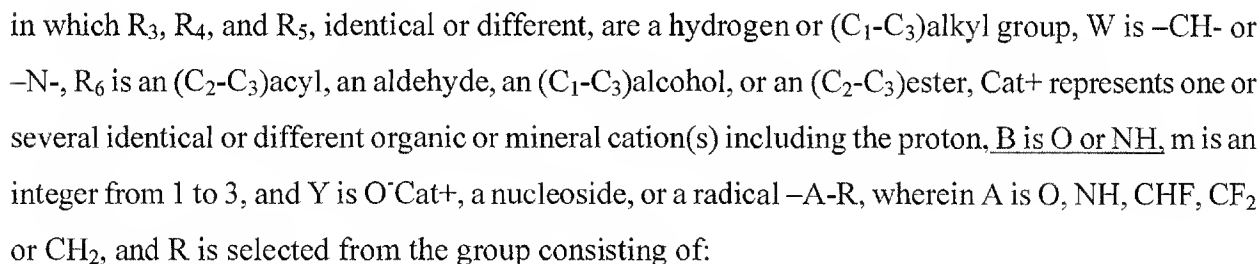 in which R₃, R₄, and R₅, identical or different, are a hydrogen or (C₁-C₃)alkyl group, W is –CH- or
–N-, R₆ is an (C₂-C₃)acyl, an aldehyde, an (C₁-C₃)alcohol, or an (C₂-C₃)ester, Cat+ represents one or
several identical or different organic or mineral cation(s) including the proton, B is O or NH, m is an
integer from 1 to 3, and Y is O⁻Cat+, a nucleoside, or a radical –A-R, wherein A is O, NH, CHF, CF₂
or CH₂, and R is selected from the group consisting of: